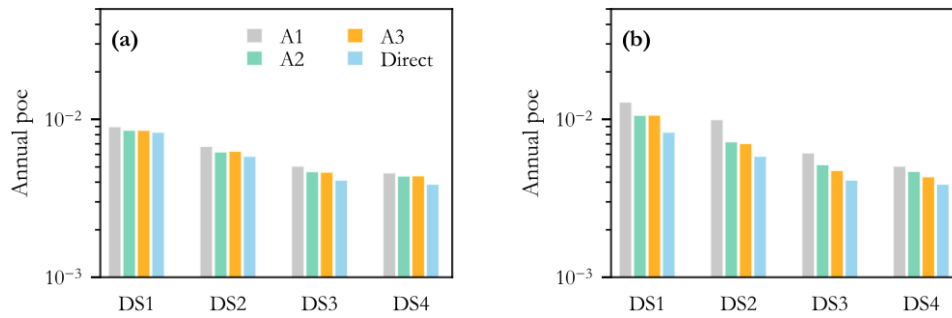 (a)
A1
A3
A2
Direct
Annual poe
10⁻²
10⁻³
DS1 DS2 DS3 DS4
(b)
Annual poe
10⁻²
10⁻³
DS1 DS2 DS3 DS4